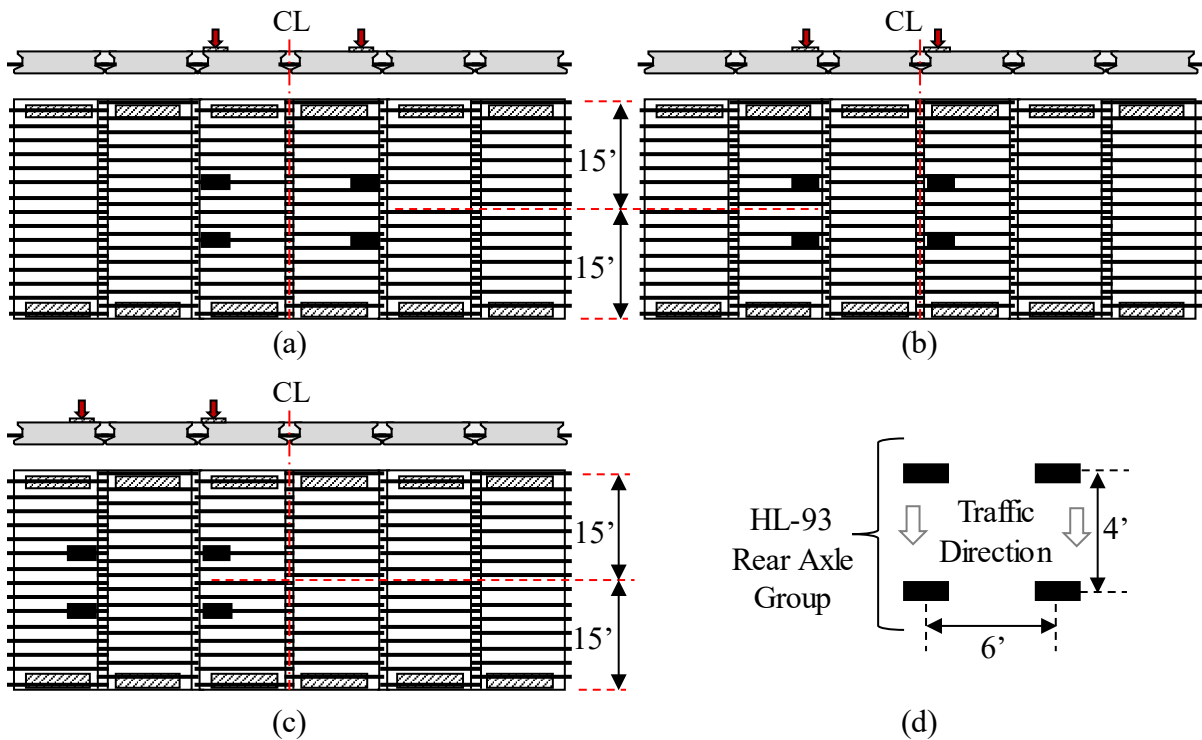 CL
CL
15’
15’
(a)
(b)
CL
15’
15’
(c)
HL-93
Rear Axle
Group
Traffic
Direction
4’
6’
(d)